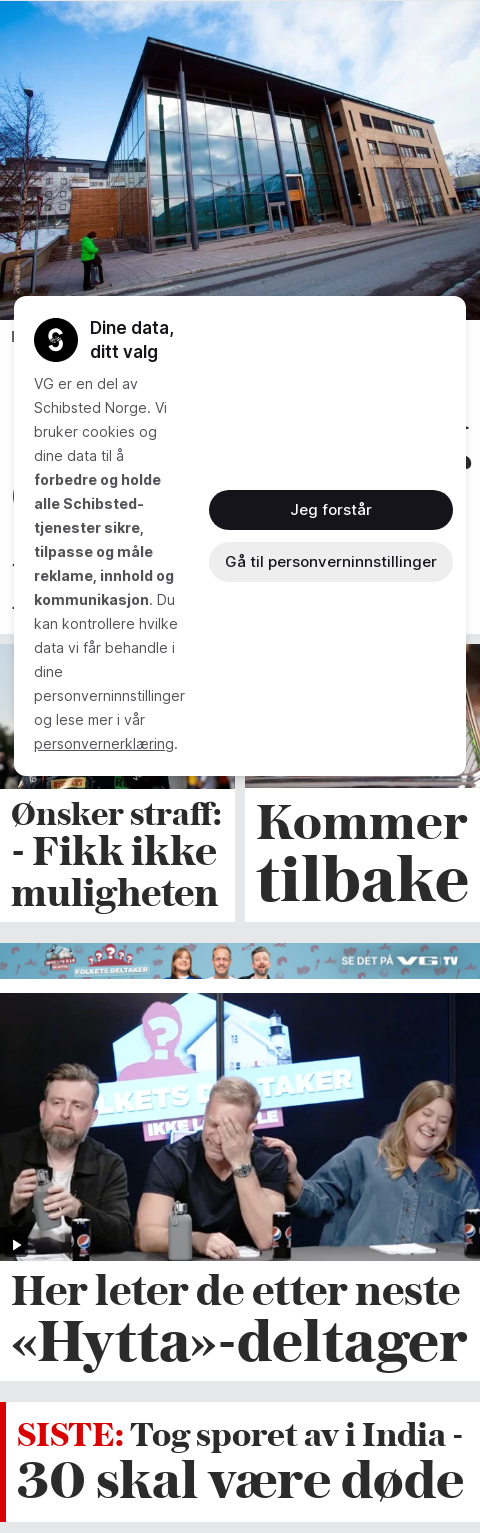 Dine data,
ditt valg
VG er en del av
Schibsted Norge. Vi
bruker cookies og
dine data til å
forbedre og holde
alle Schibsted-
tjenester sikre,
tilpasse og måle
reklame, innhold og
kommunikasjon. Du
kan kontrollere hvilke
data vi får behandle i
dine
personverninnstillinger
og lese mer i vår
personvernerklæring.
Jeg forstår
Gå til personverninnstillinger
Ønsker straff:
- Fikk ikke
muligheten
Kommer
tilbake
FOLKETS
DELTAKER
SE DET PÅ VG TV
FOLKETS DELTAKER
IKKE
Her leter de etter neste
«Hytta»-deltager
SISTE: Tog sporet av i India -
30 skal være døde